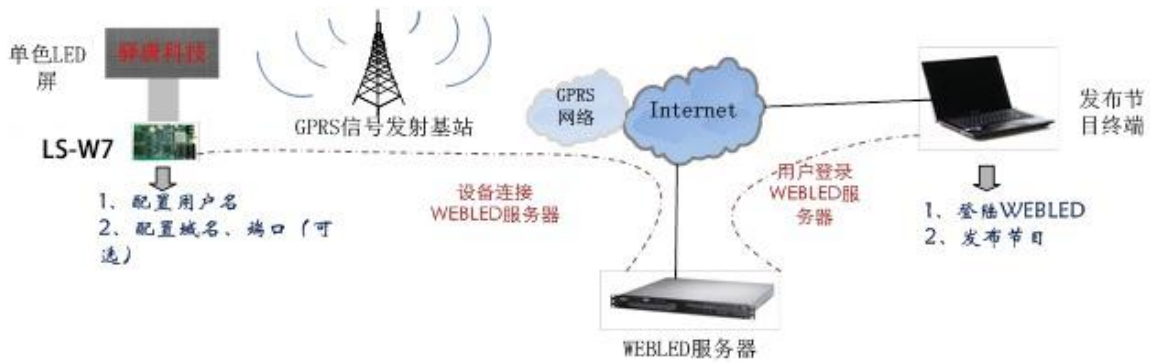 单色LED
屏
驿唐科技
LS-W7
1、配置用户名
2、配置域名、端口（可
选）
GPRS信号发射基站
设备连接
WEBLED服务器
GPRS
网络
Internet
用户登录
WEBLED服
务器
WEBLED服务器
发布节
目终端
1、登陆WEBLED
2、发布节目